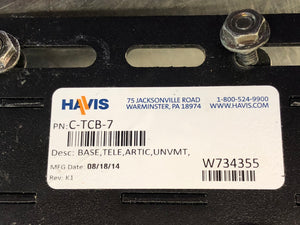 HAVIS
75 JACKSONVILLE ROAD
WARMINSTER, PA 18974
1-800-524-9900
WWW.HAVIS.COM
PN: C-TCB-7
Desc: BASE,TELE,ARTIC,UNVMT,
MFG Date: 08/18/14
Rev: K1
W734355